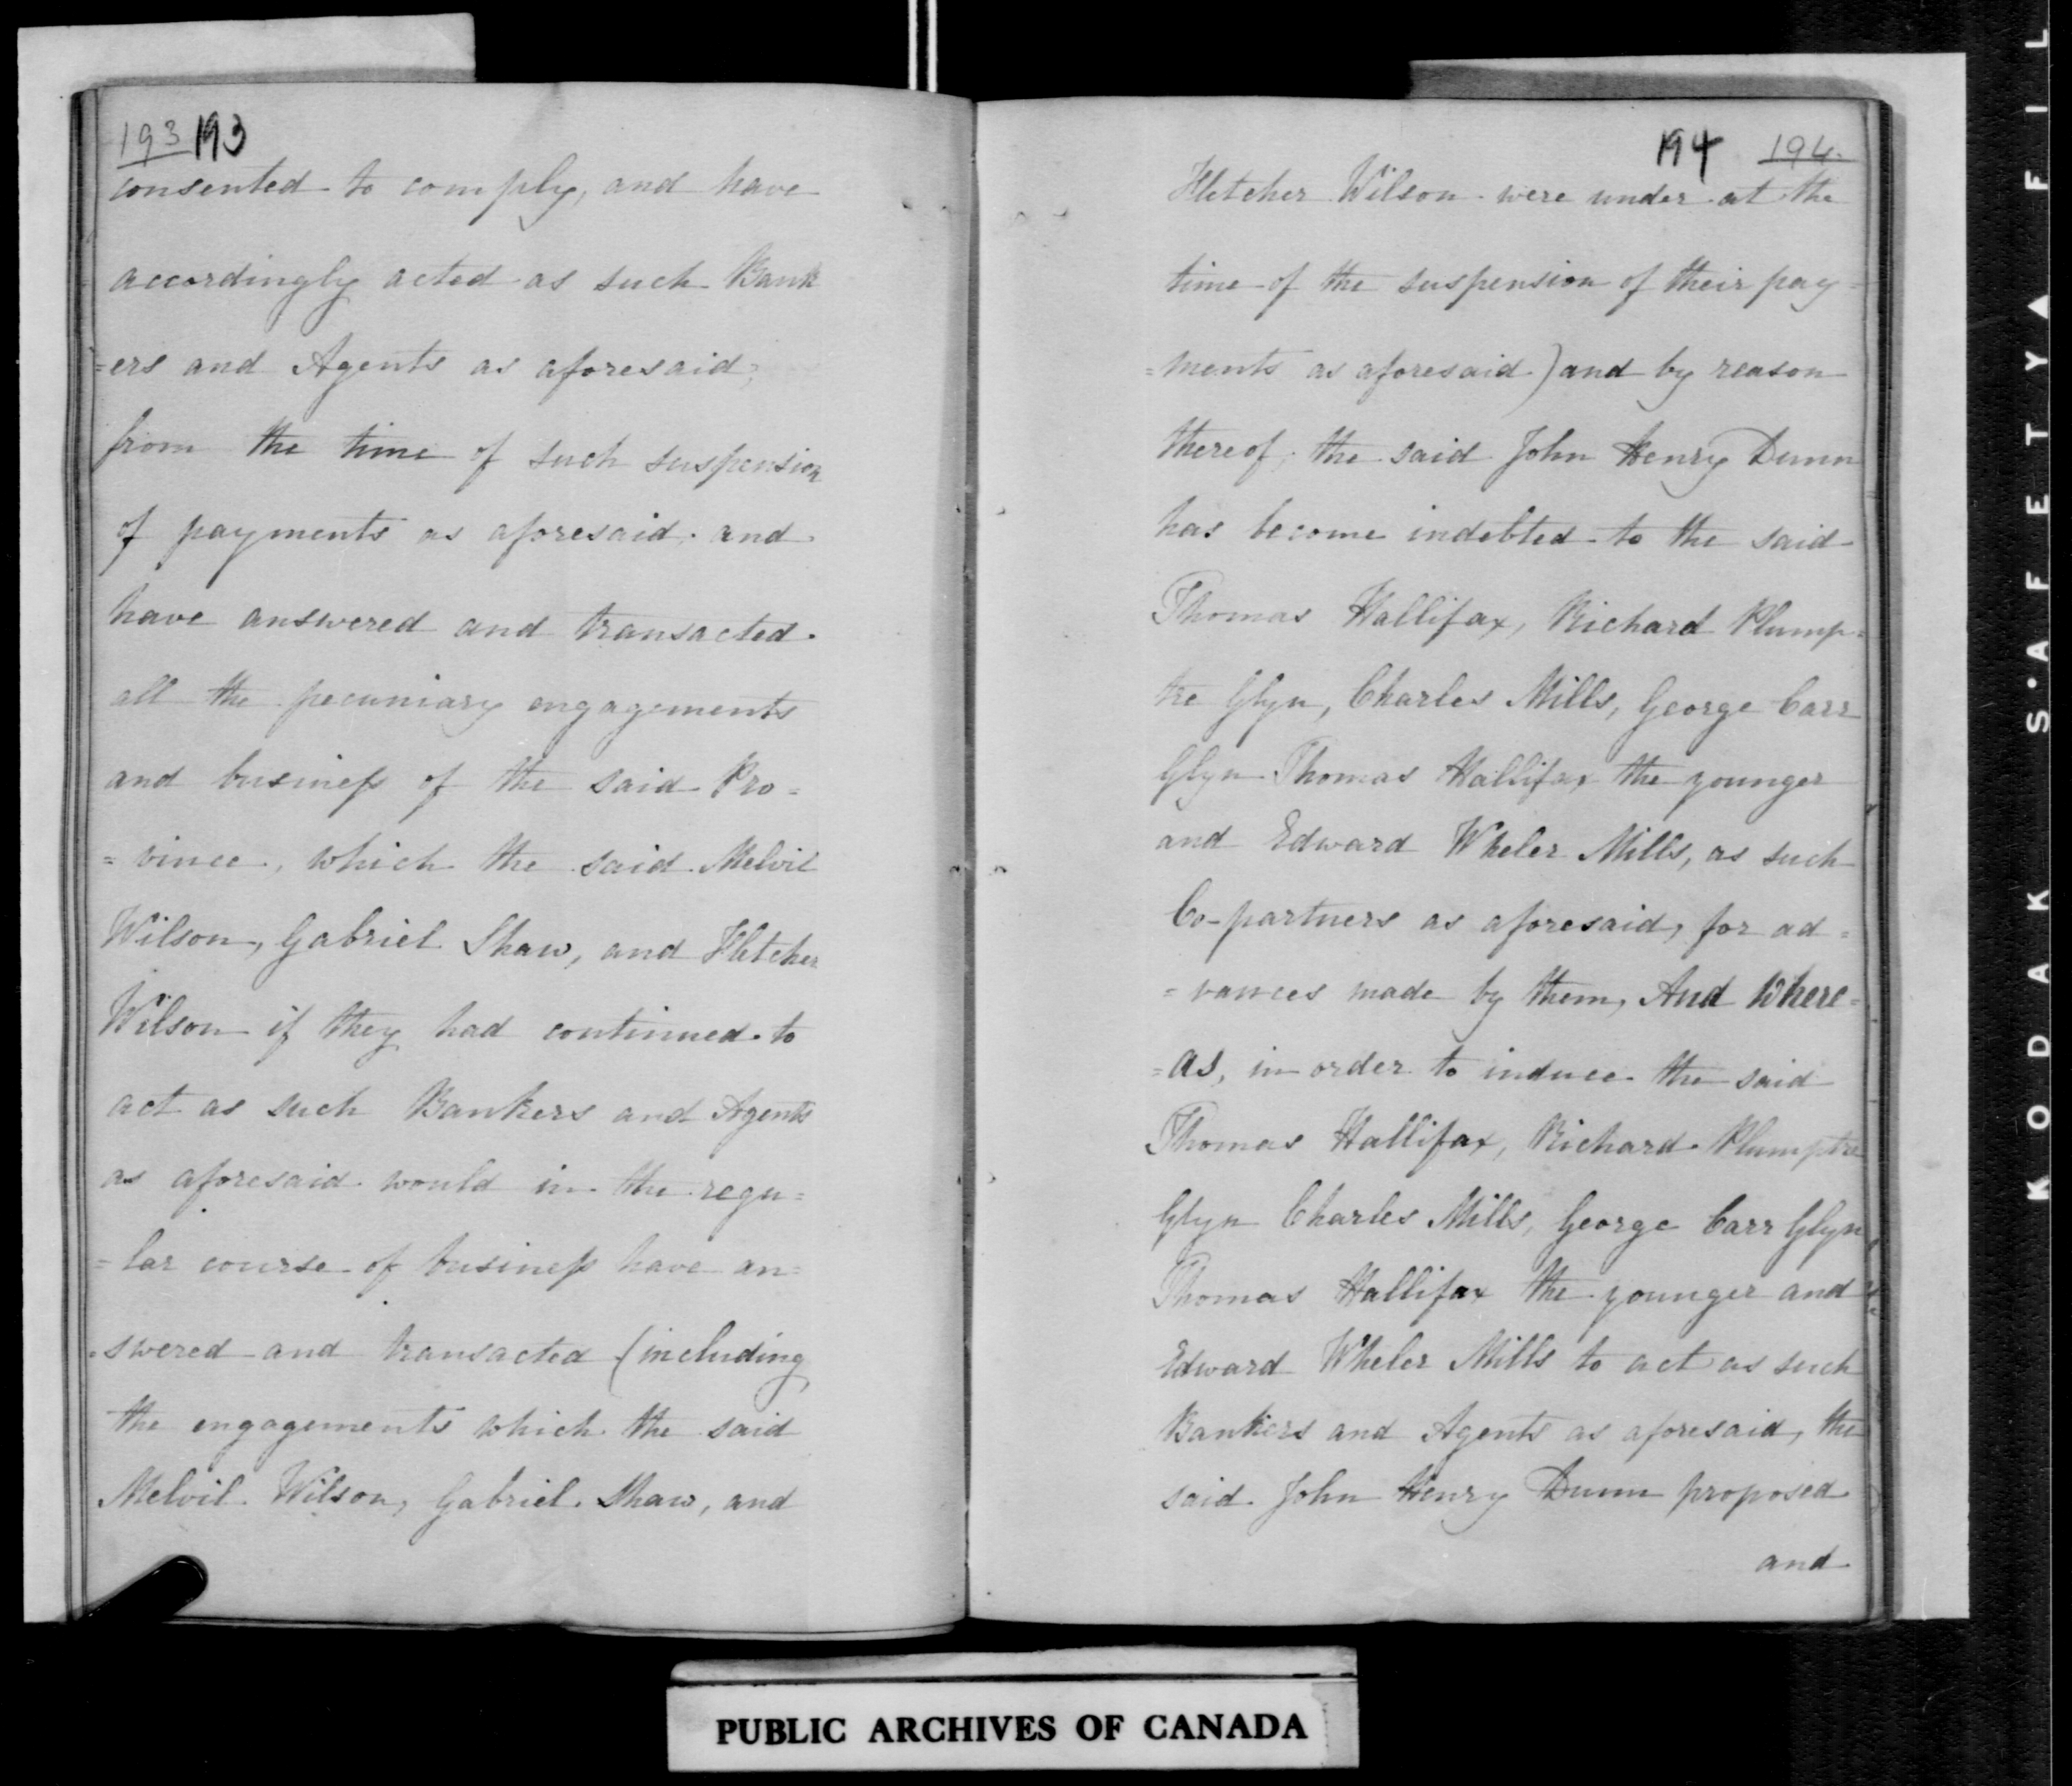 193 193
consented to comply, and have
accordingly acted as such Bank
=ers and Agents as aforesaid,
from the time of such suspension
of payments as aforesaid, and
have answered and transacted
all the pecuniary engagements
and business of the said Pro=
=vince, which the said Melvil
Wilson, Gabriel Shaw, and Fletcher
Wilson if they had continued to
act as such Bankers and Agents
as aforesaid would in the regu=
=lar course of business have an=
=swered and transacted (including
the engagements which the said
Melvil Wilson, Gabriel Shaw, and
194 194.
Fletcher Wilson were under at the
time of the suspension of their pay=
=ments as aforesaid) and by reason
thereof, the said John Henry Dunn
has become indebted to the said
Thomas Hallifax, Richard Plump=
tre Glyn, Charles Mills, George Carr
Glyn Thomas Hallifax the younger
and Edward Wheler Mills, as such
Co-partners as aforesaid, for ad=
=vances made by them, And Where=
=as, in order to induce the said
Thomas Hallifax, Richard Plumptre
Glyn Charles Mills, George Carr Glyn,
Thomas Hallifax the younger and
Edward Wheler Mills to act as such
Bankers and Agents as aforesaid, the
said John Henry Dunn proposed
and
PUBLIC ARCHIVES OF CANADA
KODAK S'AFETY▲FIL